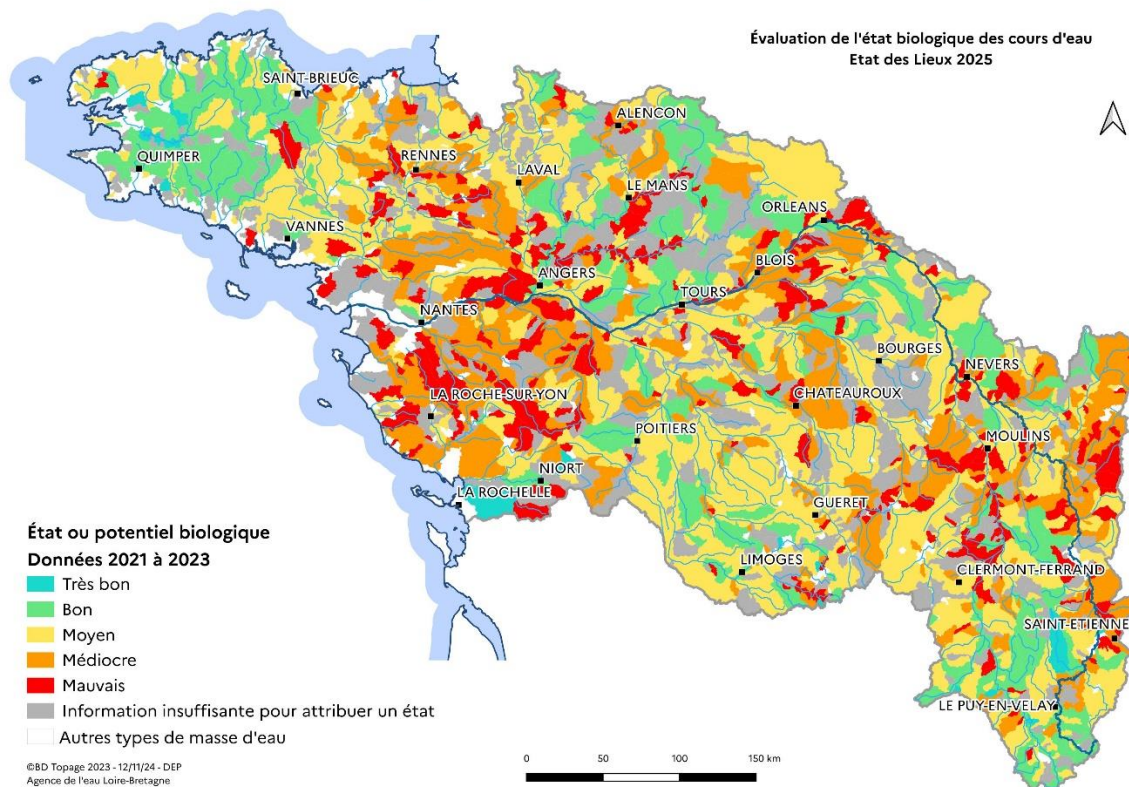 Évaluation de l'état biologique des cours d'eau
Etat des Lieux 2025
SAINT-BRIEUC
ALENCON
QUIMPER
RENNES
LAVAL
LE MANS
ORLEANS
VANNES
BLOIS
ANGERS
TOURS
NANTES
BOURGES
NEVERS
CHATEAUROUX
LA ROCHE-SUR-YON
POITIERS
MOULINS
NIORT
LA ROCHELLE
GUERET
LIMOGES
CLERMONT-FERRAND
SAINT-ETIENNE
LE PUY-EN-VELAY
État ou potentiel biologique
Données 2021 à 2023
Très bon
Bon
Moyen
Médiocre
Mauvais
Information insuffisante pour attribuer un état
Autres types de masse d'eau
©BD Topage 2023 - 12/11/24 - DEP
Agence de l'eau Loire-Bretagne
0 50 100 150 km